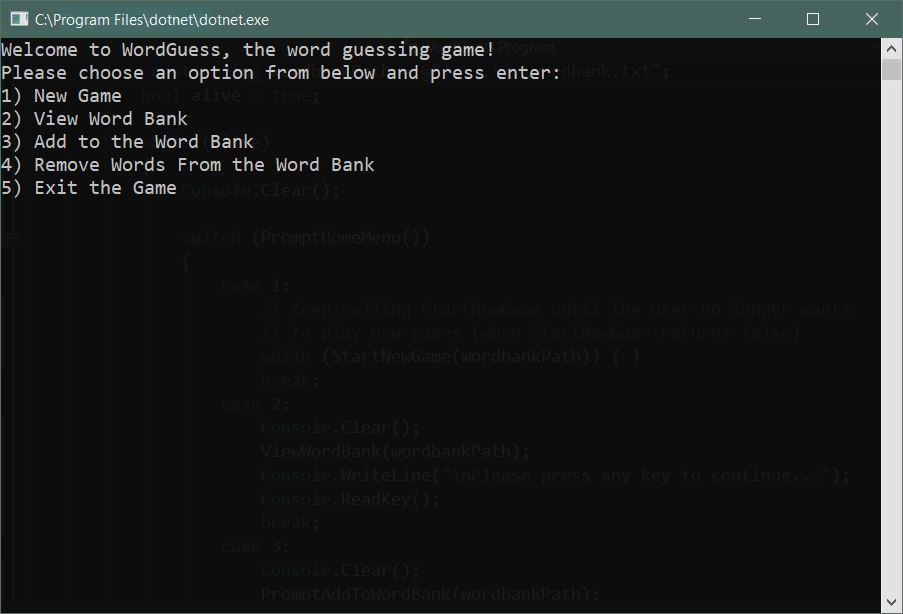 C:\Program Files\dotnet\dotnet.exe
Welcome to WordGuess, the word guessing game!
Please choose an option from below and press enter:
1) New Game
2) View Word Bank
3) Add to the Word Bank
4) Remove Words From the Word Bank
5) Exit the Game
Program
dbank.txt";
bool alive = true;
Console.Clear();
switch (PromptHomeMenu())
{
case 1:
// Keep calling StartNewGame until the user no longer wants
// to play new games (when StartNewGame returns false)
while (StartNewGame(wordbankPath)) { }
break;
case 2:
Console.Clear();
ViewWordBank(wordbankPath);
Console.WriteLine("\nPlease press any key to continue...");
Console.ReadKey();
break;
case 3:
Console.Clear();
PromptAddToWordBank(wordbankPath);